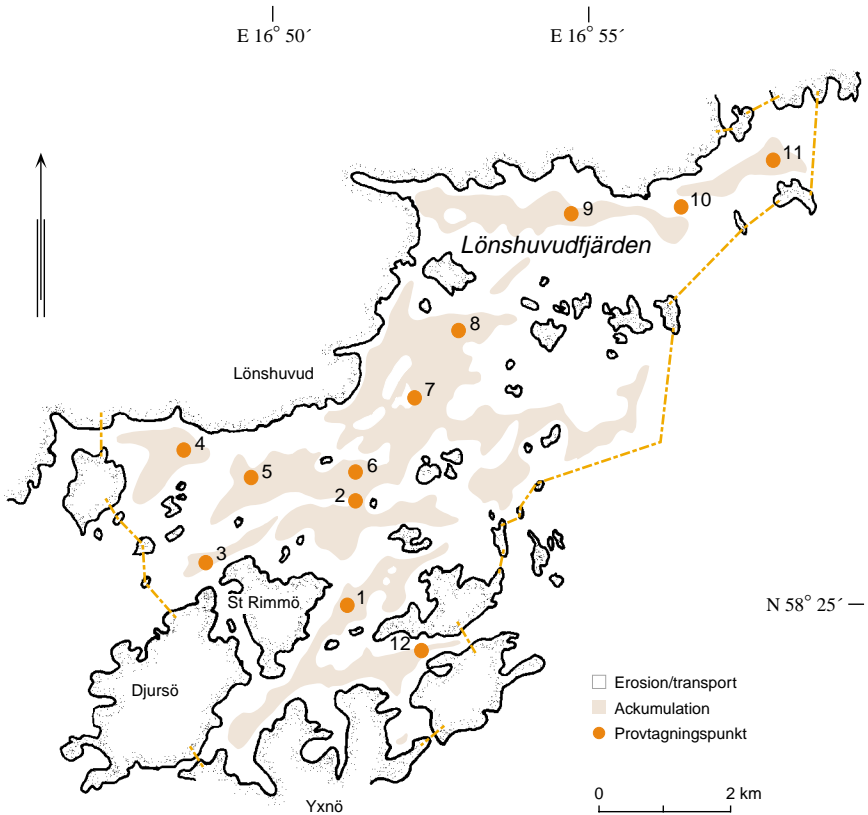 E 16° 50´
E 16° 55´
11
10
9
Lönshuvudfjärden
8
Lönshuvud
7
4
6
5
2
3
St Rimmö
1
N 58° 25´
12
Erosion/transport
Djursö
Ackumulation
Provtagningspunkt
0 2 km
Yxnö